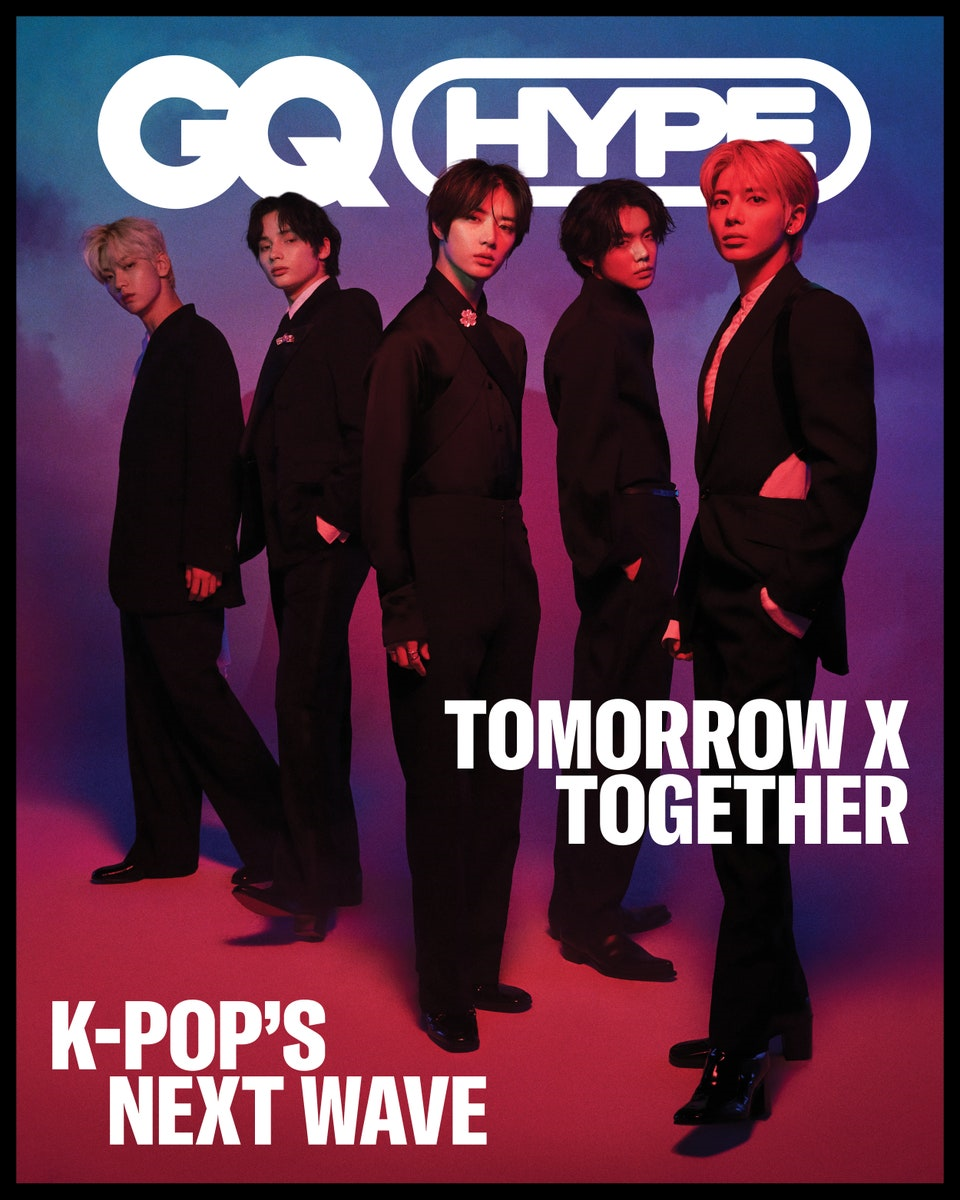 GQ HYPE
TOMORROW X
TOGETHER
K-POP'S
NEXT WAVE